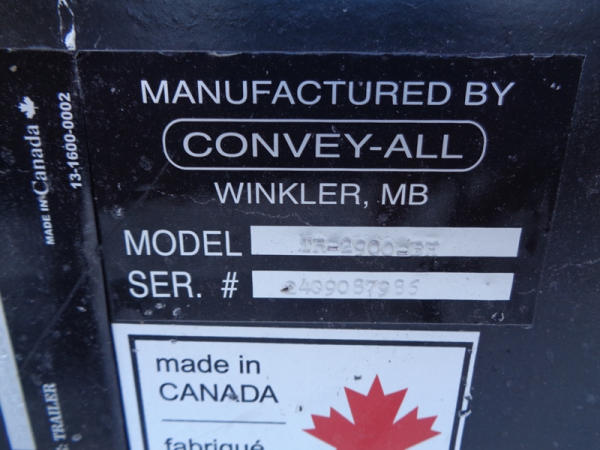 MANUFACTURED BY
CONVEY-ALL
WINKLER, MB
MODEL
SER. # 2439087986
MADE IN Canada
13-1600-0002
TRAILER
made in
CANADA
fabriqué